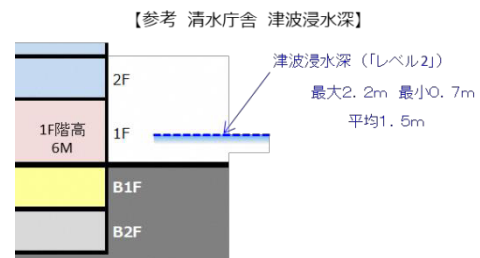 【参考 清水庁舎 津波浸水深】
津波浸水深（「レベル2」）
最大2．2m 最小0．7m
平均1．5m
2F
1F階高
6M
1F
B1F
B2F